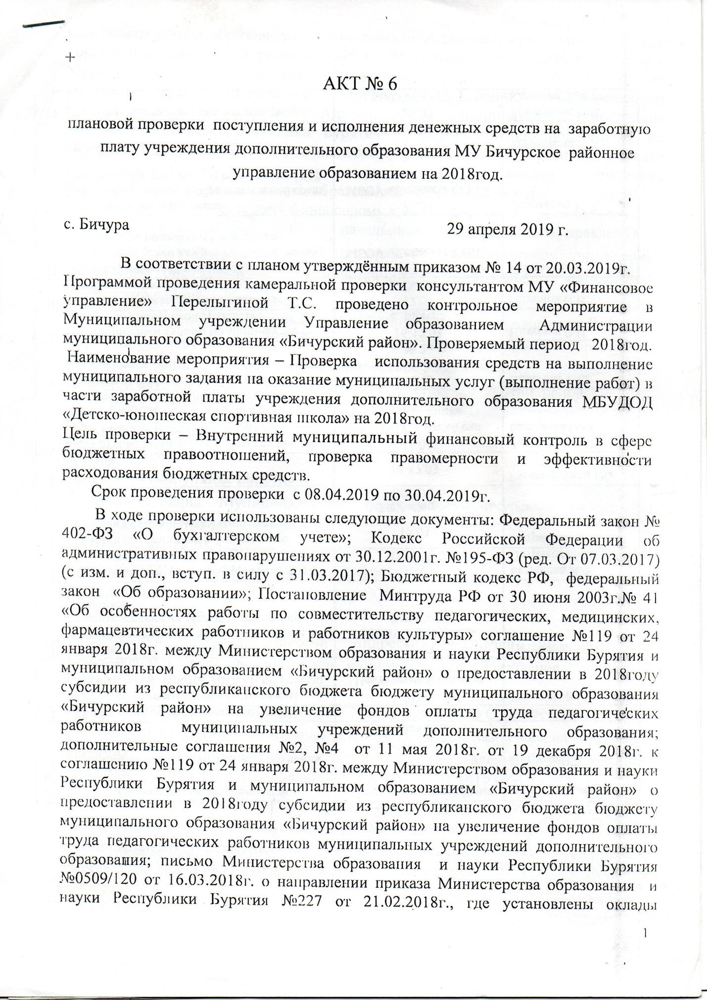 АКТ № 6
плановой проверки поступления и исполнения денежных средств на заработную
плату учреждения дополнительного образования МУ Бичурское районное
управление образованием на 2018год.
с. Бичура 29 апреля 2019 г.
В соответствии с планом утверждённым приказом № 14 от 20.03.2019г.
Программой проведения камеральной проверки консультантом МУ «Финансовое
управление» Перелыгиной Т.С. проведено контрольное мероприятие в
Муниципальном учреждении Управление образованием Администрации
муниципального образования «Бичурский район». Проверяемый период 2018год.
Наименование мероприятия – Проверка использования средств на выполнение
муниципального задания на оказание муниципальных услуг (выполнение работ) в
части заработной платы учреждения дополнительного образования МБУДОД
«Детско-юношеская спортивная школа» на 2018год.
Цель проверки – Внутренний муниципальный финансовый контроль в сфере
бюджетных правоотношений, проверка правомерности и эффективности
расходования бюджетных средств.
Срок проведения проверки с 08.04.2019 по 30.04.2019г.
В ходе проверки использованы следующие документы: Федеральный закон №
402-ФЗ «О бухгалтерском учете»; Кодекс Российской Федерации об
административных правонарушениях от 30.12.2001г. №195-ФЗ (ред. От 07.03.2017)
(с изм. и доп., вступ. в силу с 31.03.2017); Бюджетный кодекс РФ, федеральный
закон «Об образовании»; Постановление Минтруда РФ от 30 июня 2003г.№ 41
«Об особенностях работы по совместительству педагогических, медицинских,
фармацевтических работников и работников культуры» соглашение №119 от 24
января 2018г. между Министерством образования и науки Республики Бурятия и
муниципальном образованием «Бичурский район» о предоставлении в 2018году
субсидии из республиканского бюджета бюджету муниципального образования
«Бичурский район» на увеличение фондов оплаты труда педагогических
работников муниципальных учреждений дополнительного образования;
дополнительные соглашения №2, №4 от 11 мая 2018г. от 19 декабря 2018г. к
соглашению №119 от 24 января 2018г. между Министерством образования и науки
Республики Бурятия и муниципальном образованием «Бичурский район» о
предоставлении в 2018году субсидии из республиканского бюджета бюджету
муниципального образования «Бичурский район» на увеличение фондов оплаты
труда педагогических работников муниципальных учреждений дополнительного
образования; письмо Министерства образования и науки Республики Бурятия
№0509/120 от 16.03.2018г. о направлении приказа Министерства образования и
науки Республики Бурятия №227 от 21.02.2018г., где установлены оклады
1